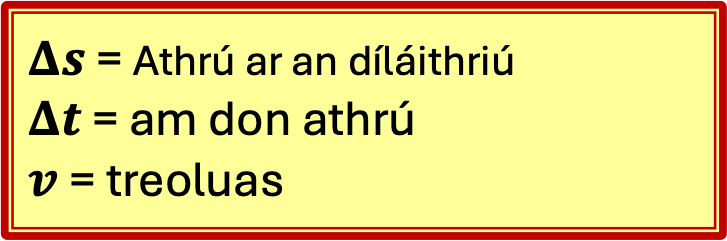 Δs = Athrú ar an díláithriú
Δt = am don athrú
v = treoluas